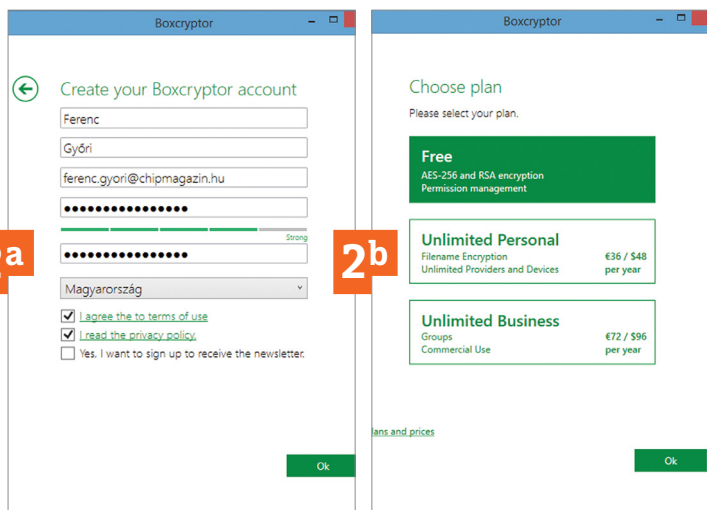 Boxcryptor
Create your Boxcryptor account
Ferenc
Győri
ferenc.gyori@chipmagazin.hu
●●●●●●●●●●●●●●●●
Strong
●●●●●●●●●●●●●●●●
Magyarország
I agree the to terms of use
I read the privacy policy.
Yes. I want to sign up to receive the newsletter.
Ok
a
2b
Boxcryptor
Choose plan
Please select your plan.
Free
AES-256 and RSA encryption
Permission management
Unlimited Personal
Filename Encryption €36 / $48
Unlimited Providers and Devices per year
Unlimited Business
Groups €72 / $96
Commercial Use per year
lans and prices
Ok